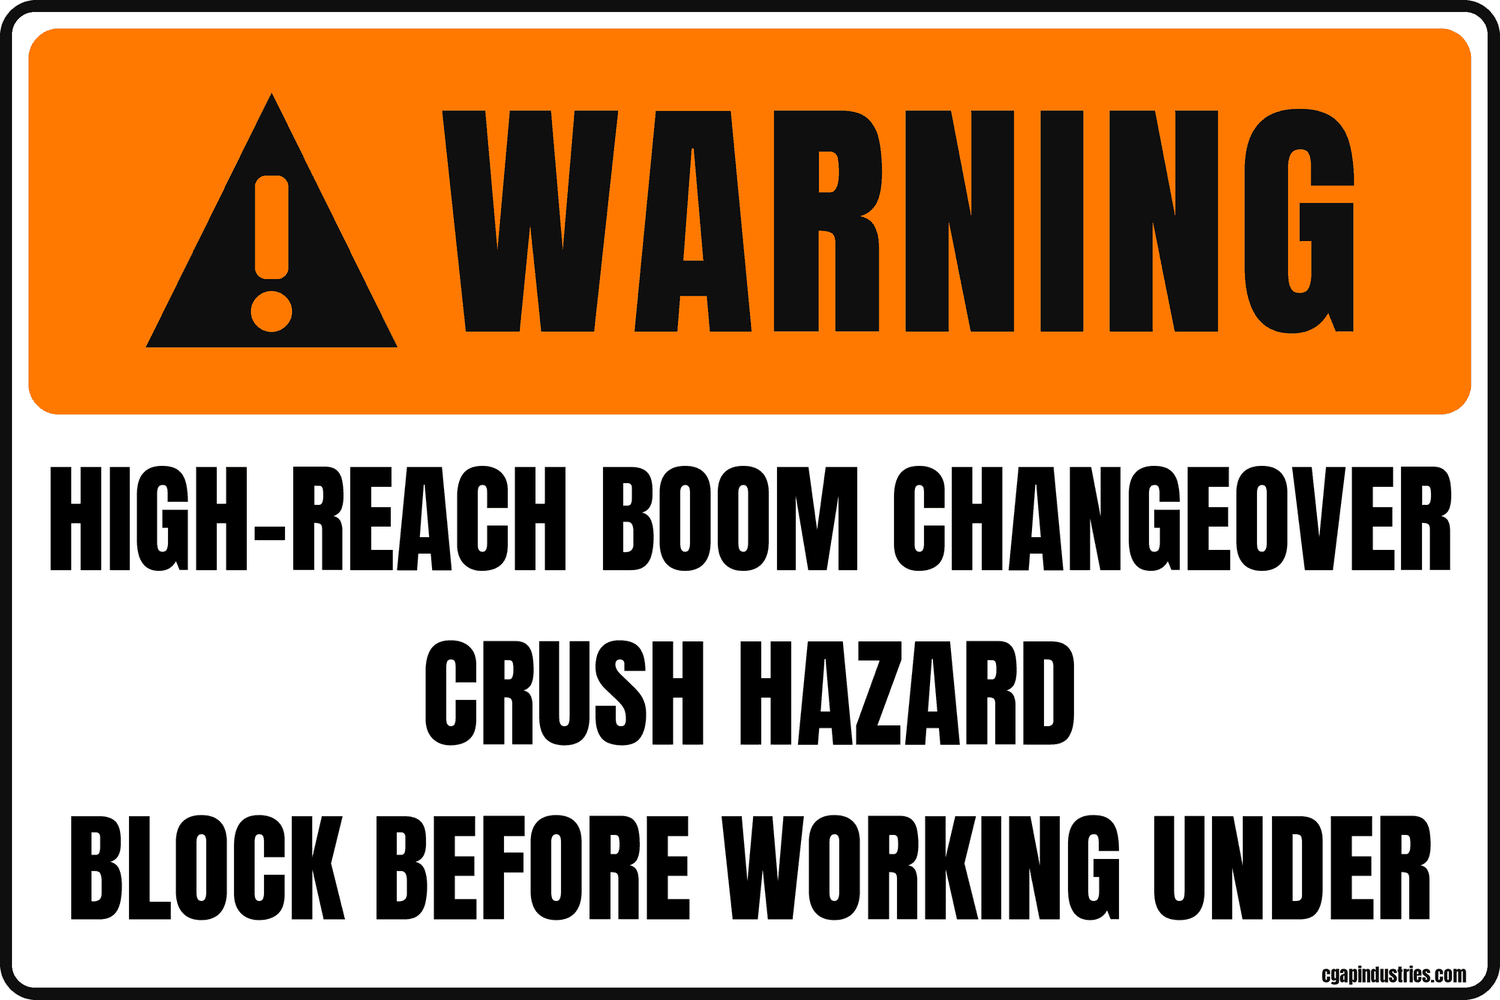 WARNING
HIGH-REACH BOOM CHANGEOVER
CRUSH HAZARD
BLOCK BEFORE WORKING UNDER
cgapindustries.com